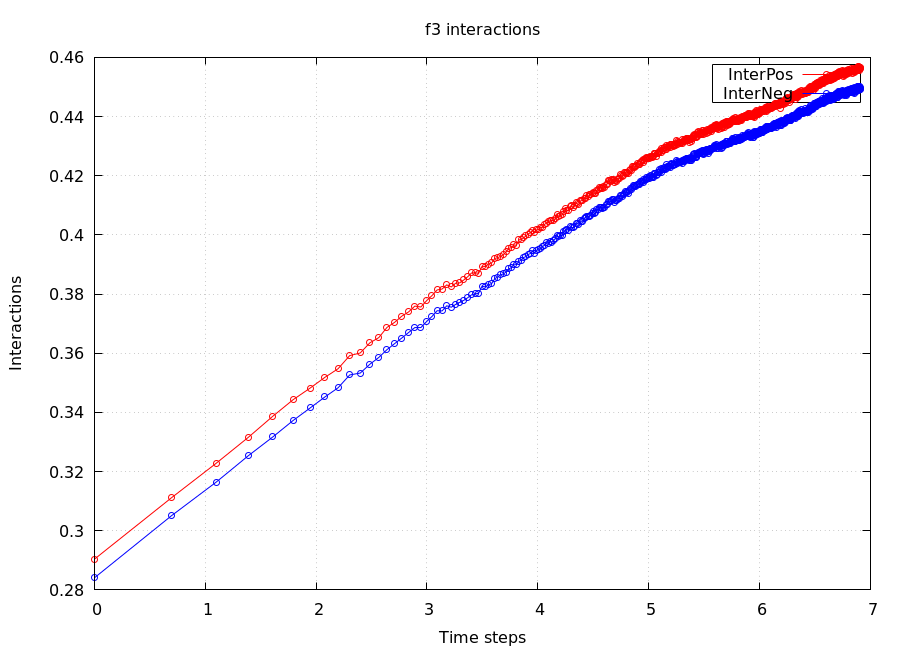 f3 interactions
InterPos
InterNeg
0.46
0.44
0.42
0.4
0.38
0.36
0.34
0.32
0.3
0.28
Interactions
0 1 2 3 4 5 6 7
Time steps